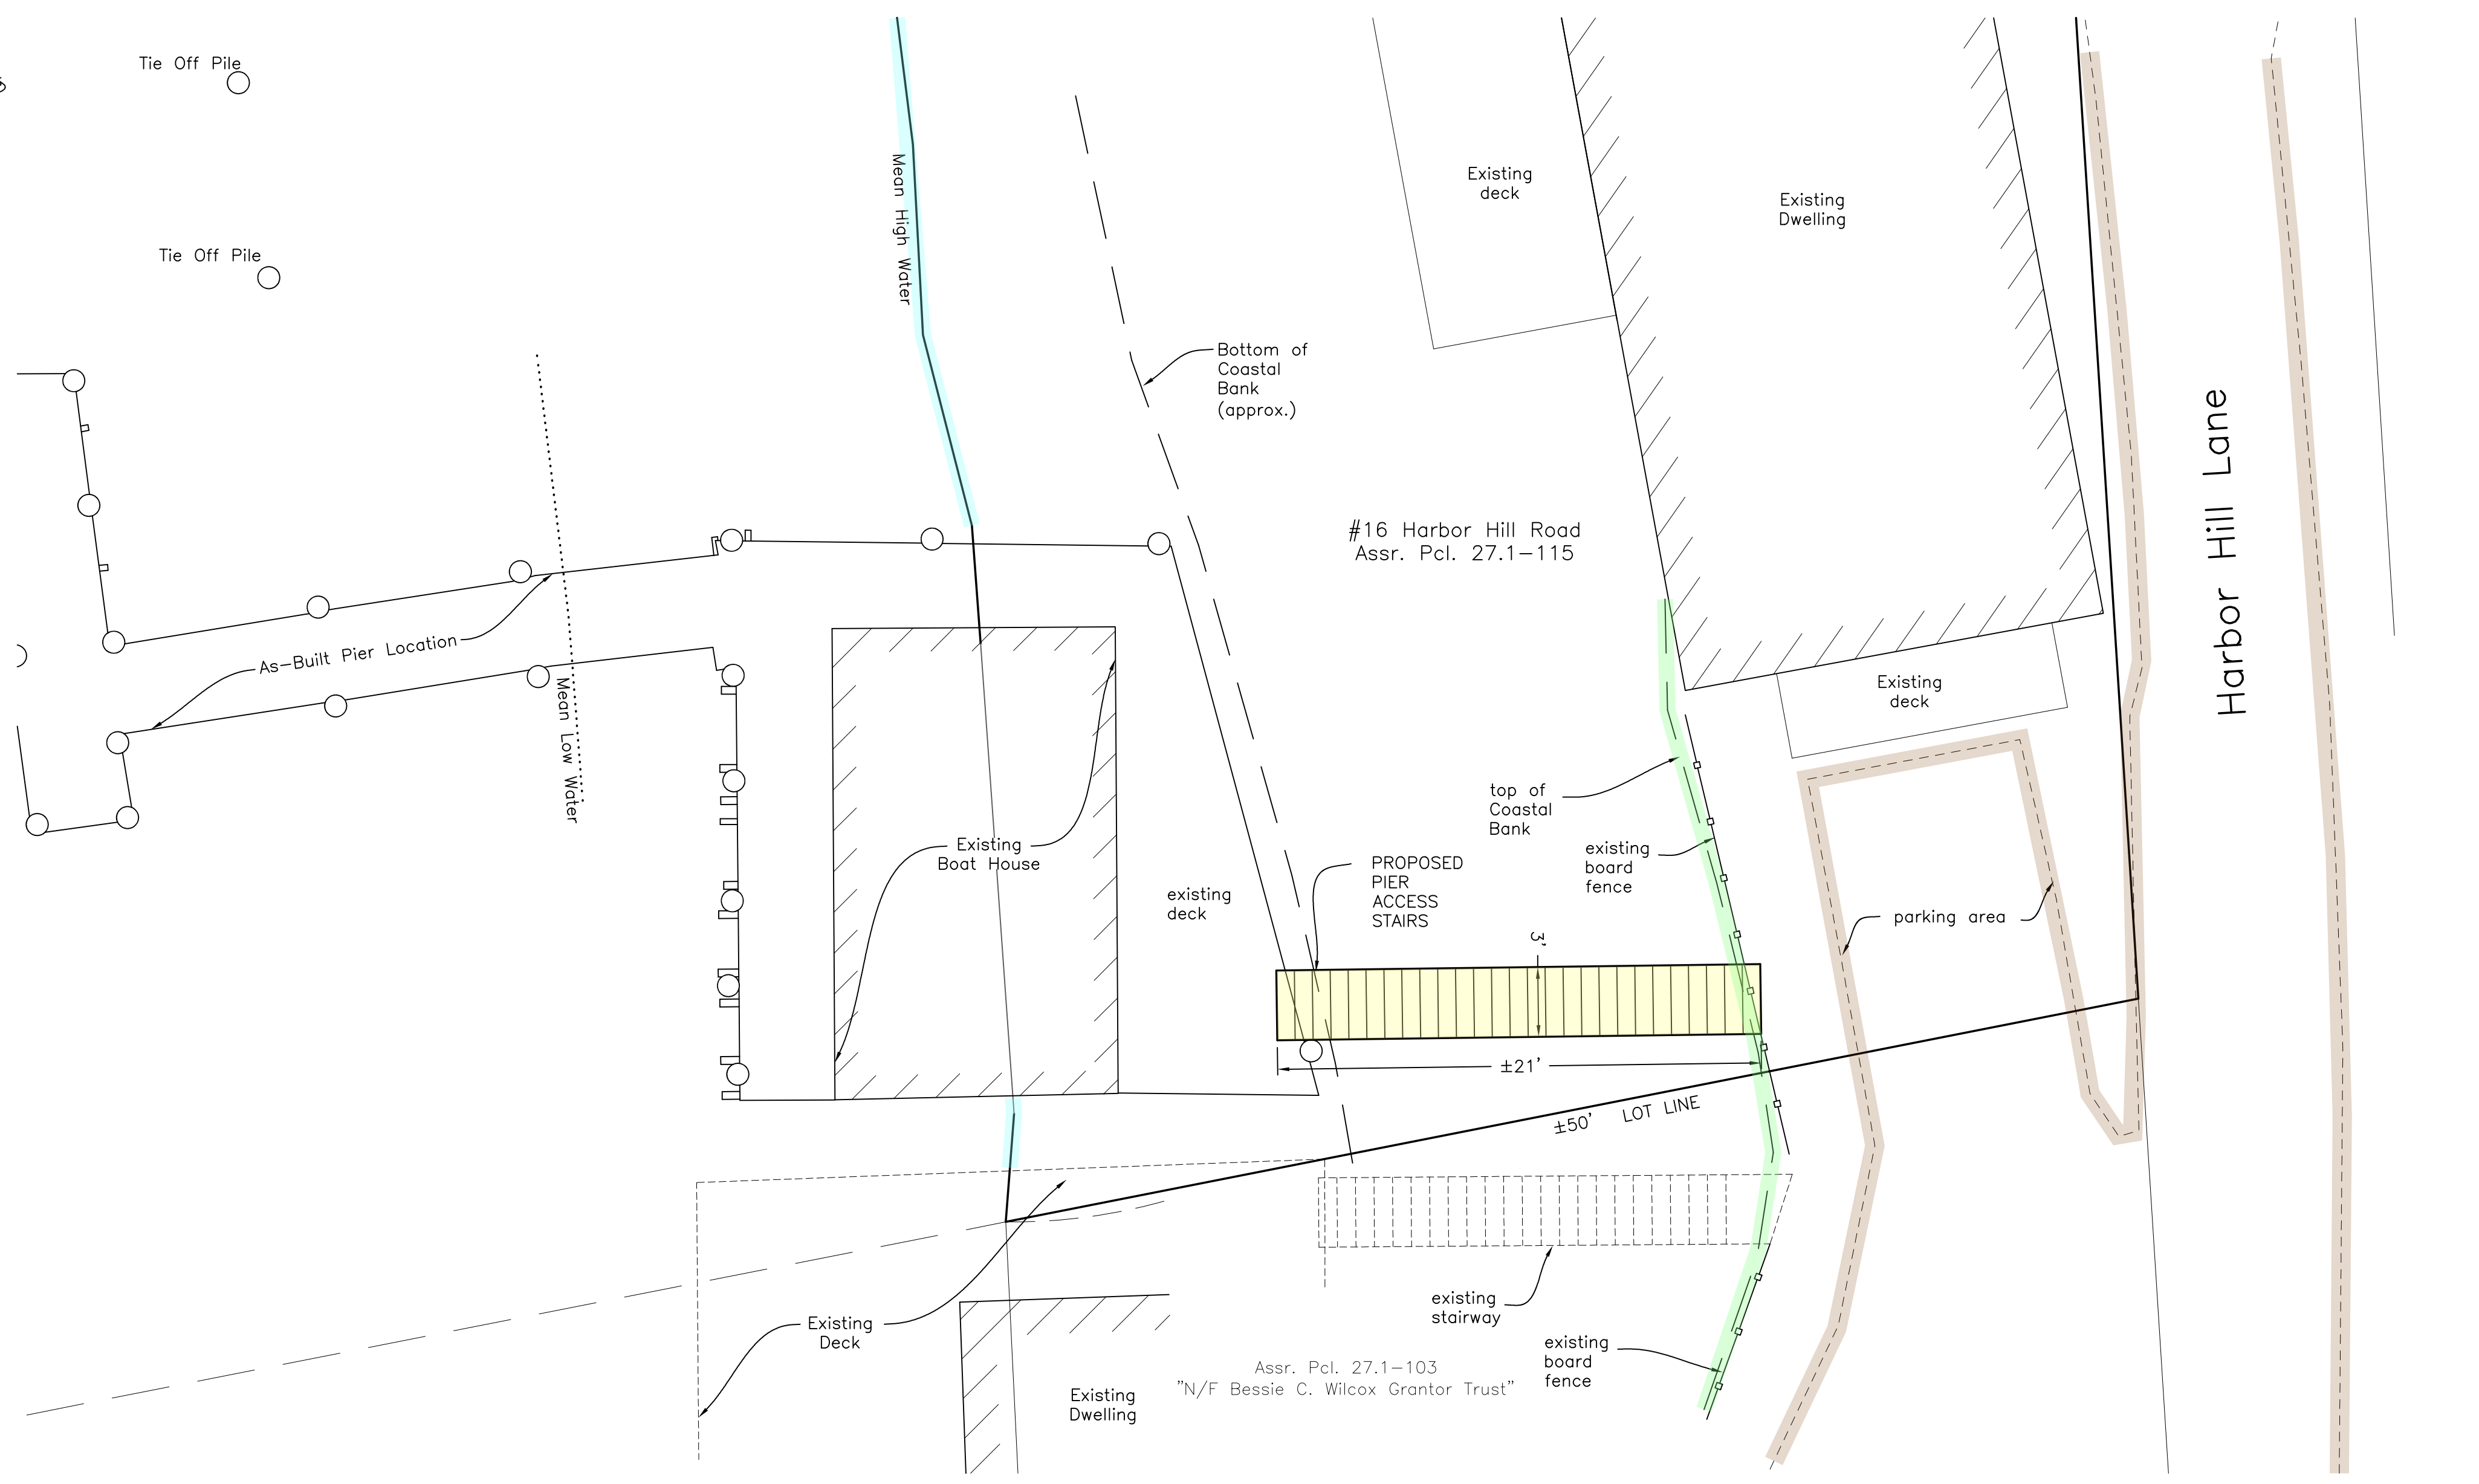 Tie Off Pile
Tie Off Pile
Mean High Water
Existing
deck
Existing
Dwelling
Bottom of
Coastal
Bank
(approx.)
#16 Harbor Hill Road
Assr. Pcl. 27.1-115
Harbor Hill Lane
As-Built Pier Location
Mean Low Water
Existing
deck
top of
Coastal
Bank
existing
board
fence
Existing
Boat House
existing
deck
PROPOSED
PIER
ACCESS
STAIRS
parking area
3'
±21'
±50' LOT LINE
existing
stairway
Existing
Deck
existing
board
fence
Assr. Pcl. 27.1-103
"N/F Bessie C. Wilcox Grantor Trust"
Existing
Dwelling